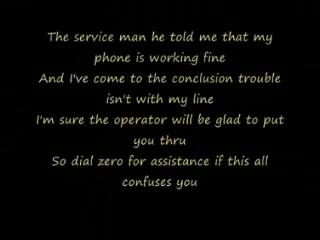 The service man he told me that my
phone is working fine
And I've come to the conclusion trouble
isn't with my line
I'm sure the operator will be glad to put
you thru
So dial zero for assistance if this all
confuses you